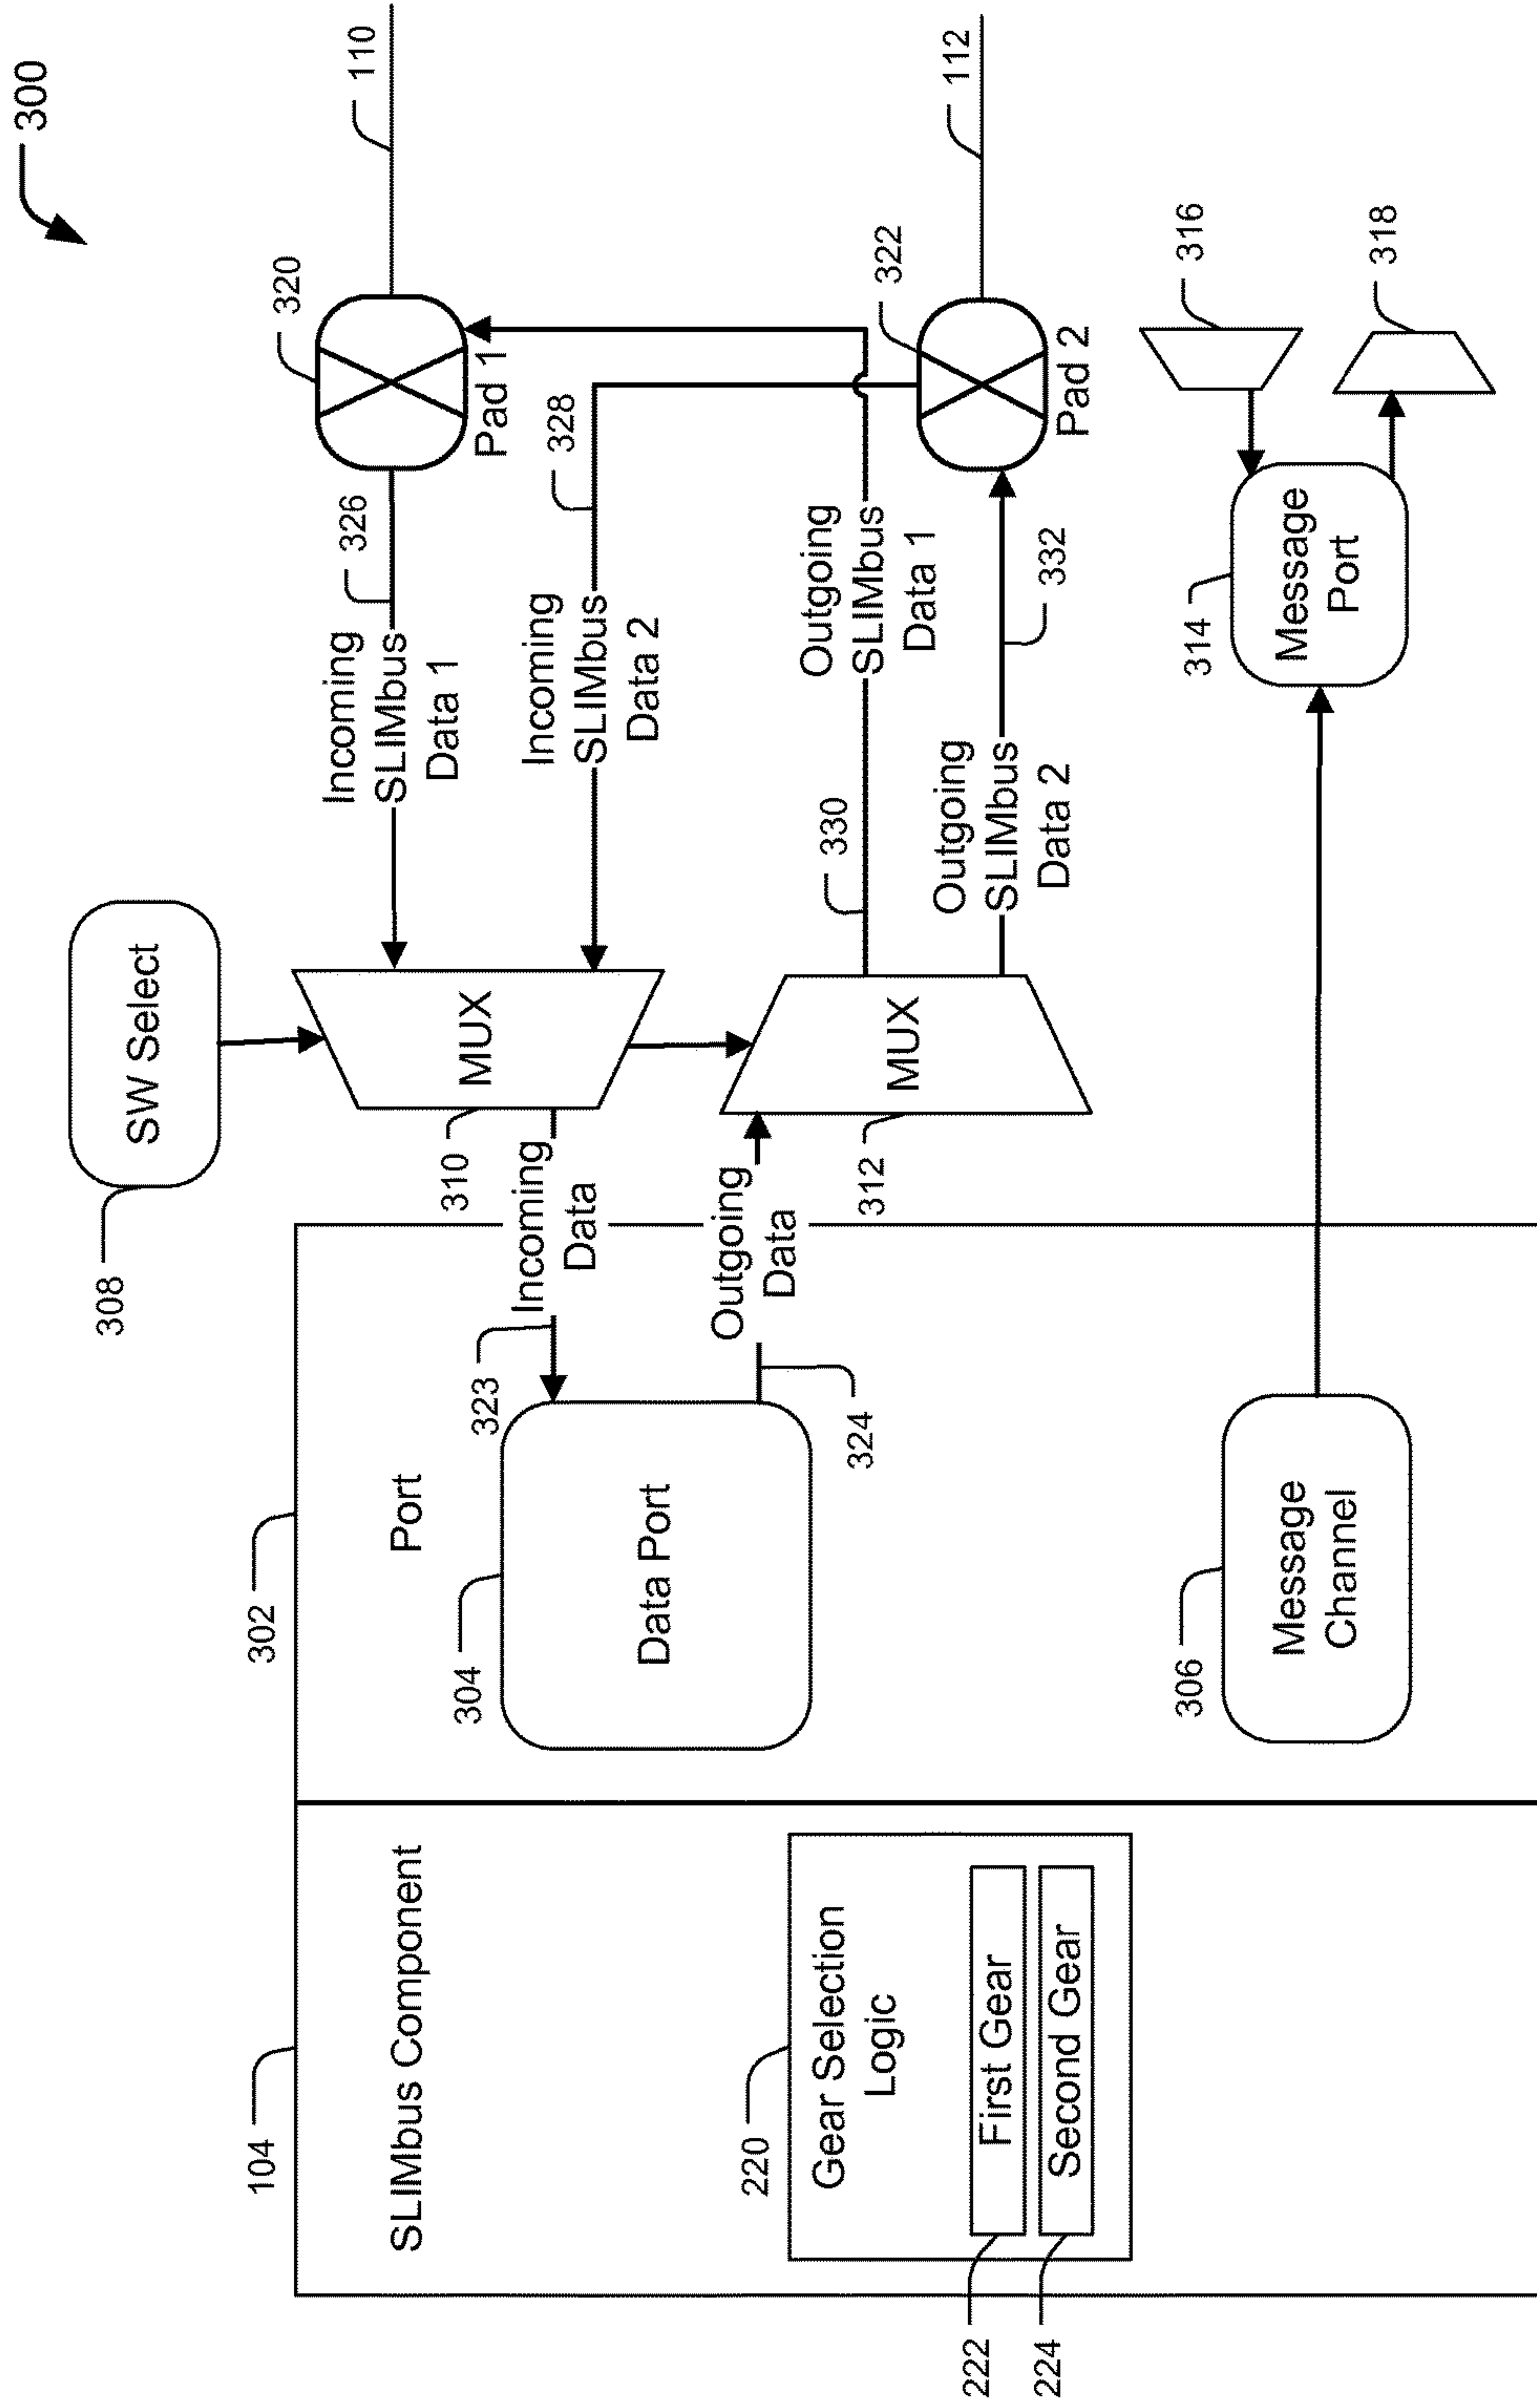 300
104
SLIMbus Component
220
Gear Selection
Logic
222
First Gear
224
Second Gear
302
Port
304
Data Port
306
Message
Channel
308
SW Select
310
MUX
312
MUX
323
Incoming
Data
324
Outgoing
Data
326
Incoming
SLIMbus
Data 1
328
Incoming
SLIMbus
Data 2
330
Outgoing
SLIMbus
Data 1
332
Outgoing
SLIMbus
Data 2
320
Pad 1
110
322
Pad 2
112
314
Message
Port
316
318